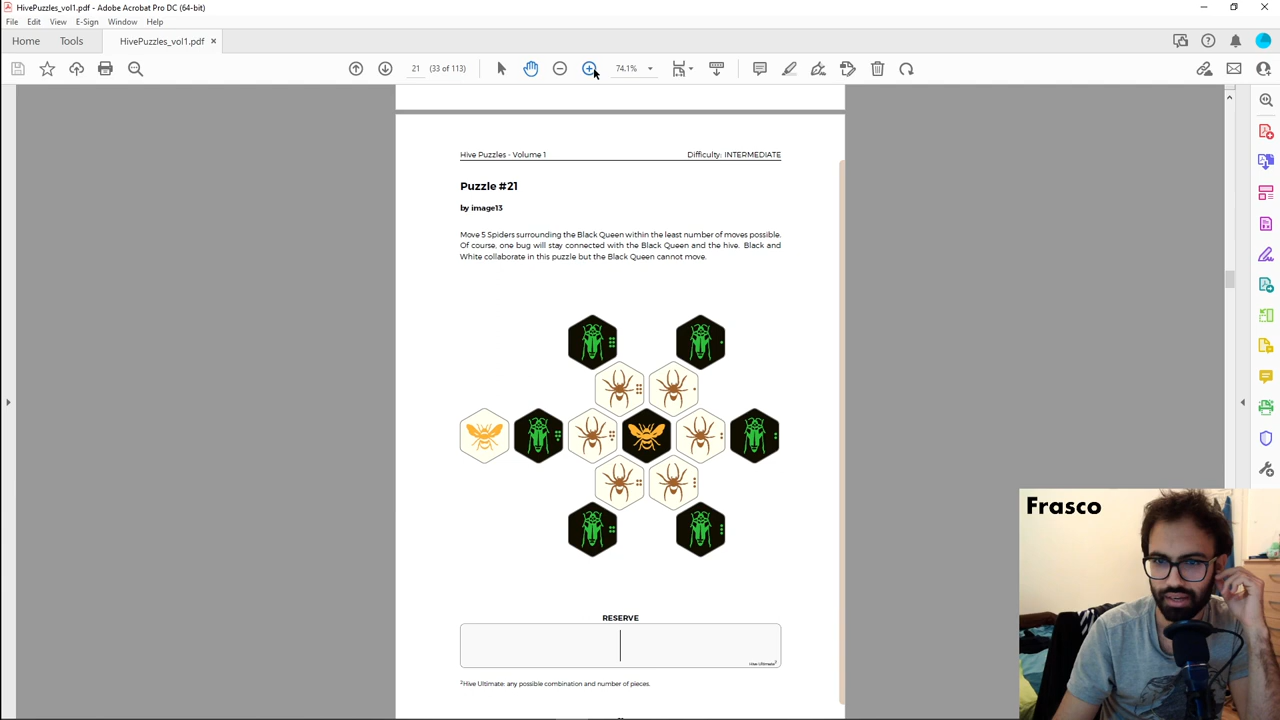 HivePuzzles_vol1.pdf - Adobe Acrobat Pro DC (64-bit)
File Edit View E-Sign Window Help
Home Tools HivePuzzles_vol1.pdf ×
21 (33 of 113) 74.1%
Hive Puzzles - Volume 1 Difficulty: INTERMEDIATE
Puzzle #21
by image13
Move 5 Spiders surrounding the Black Queen within the least number of moves possible.
Of course, one bug will stay connected with the Black Queen and the hive. Black and
White collaborate in this puzzle but the Black Queen cannot move.
Frasco
RESERVE
Hive Ultimate²
²Hive Ultimate: any possible combination and number of pieces.